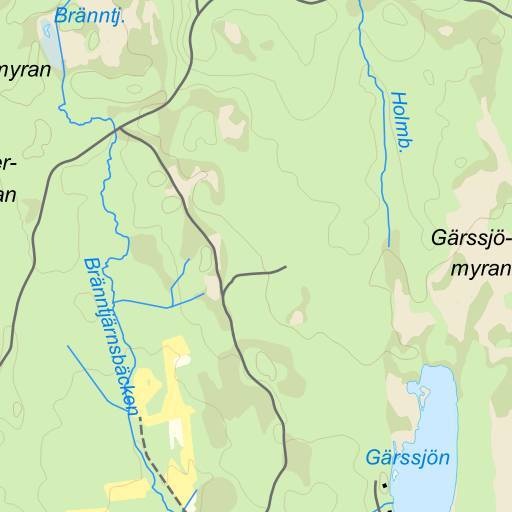 Bränntj.
myran
Holmb.
er-
an
Gärssjö-
myran
Bränntjärnsbäcken
Gärssjön